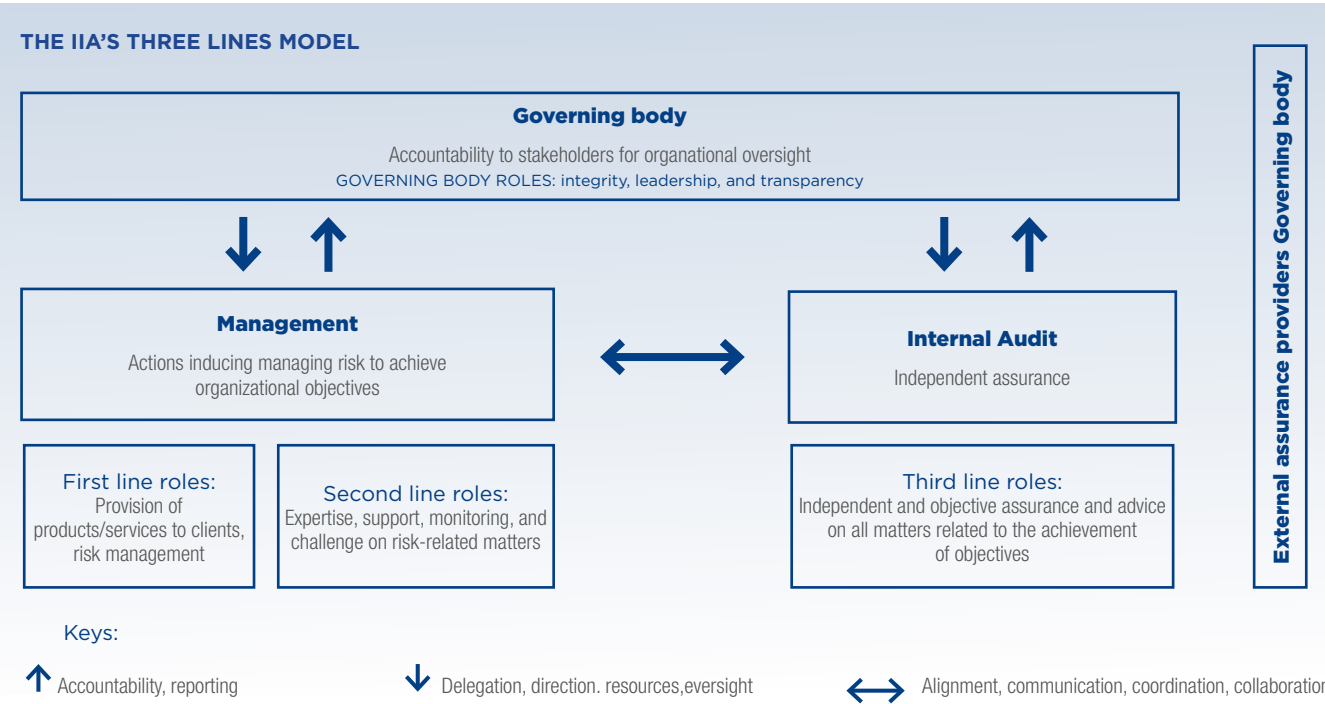 THE IIA'S THREE LINES MODEL
Governing body
Accountability to stakeholders for organational oversight
GOVERNING BODY ROLES: integrity, leadership, and transparency
Management
Actions inducing managing risk to achieve
organizational objectives
Internal Audit
Independent assurance
First line roles:
Provision of
products/services to clients,
risk management
Second line roles:
Expertise, support, monitoring, and
challenge on risk-related matters
Third line roles:
Independent and objective assurance and advice
on all matters related to the achievement
of objectives
External assurance providers Governing body
Keys:
Accountability, reporting
Delegation, direction. resources,eversight
Alignment, communication, coordination, collaboration